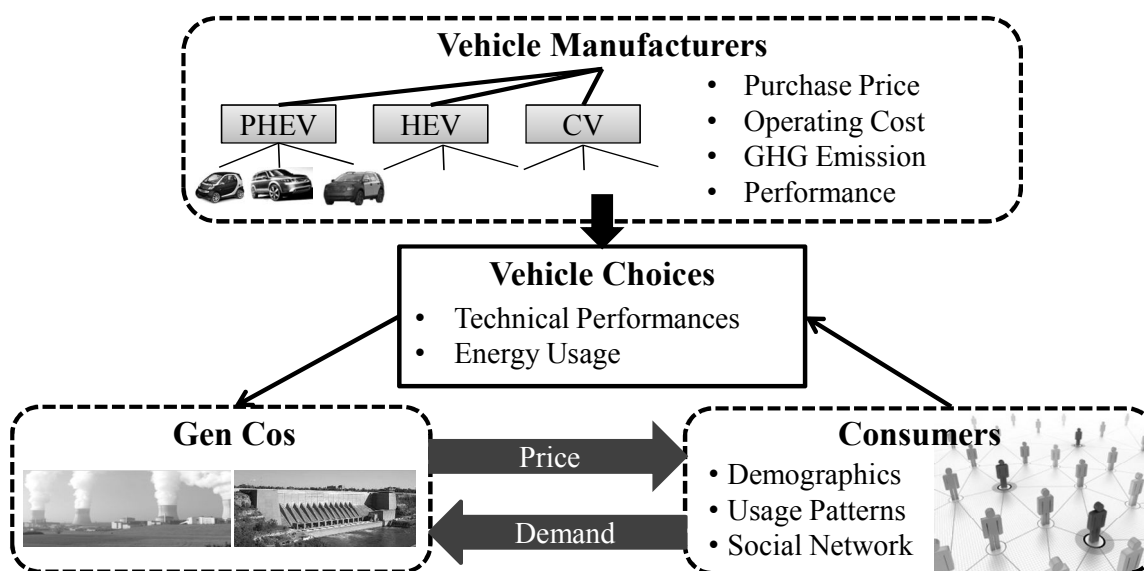 Vehicle Manufacturers
PHEV HEV CV
• Purchase Price
• Operating Cost
• GHG Emission
• Performance
Vehicle Choices
• Technical Performances
• Energy Usage
Gen Cos
Price
Demand
Consumers
• Demographics
• Usage Patterns
• Social Network